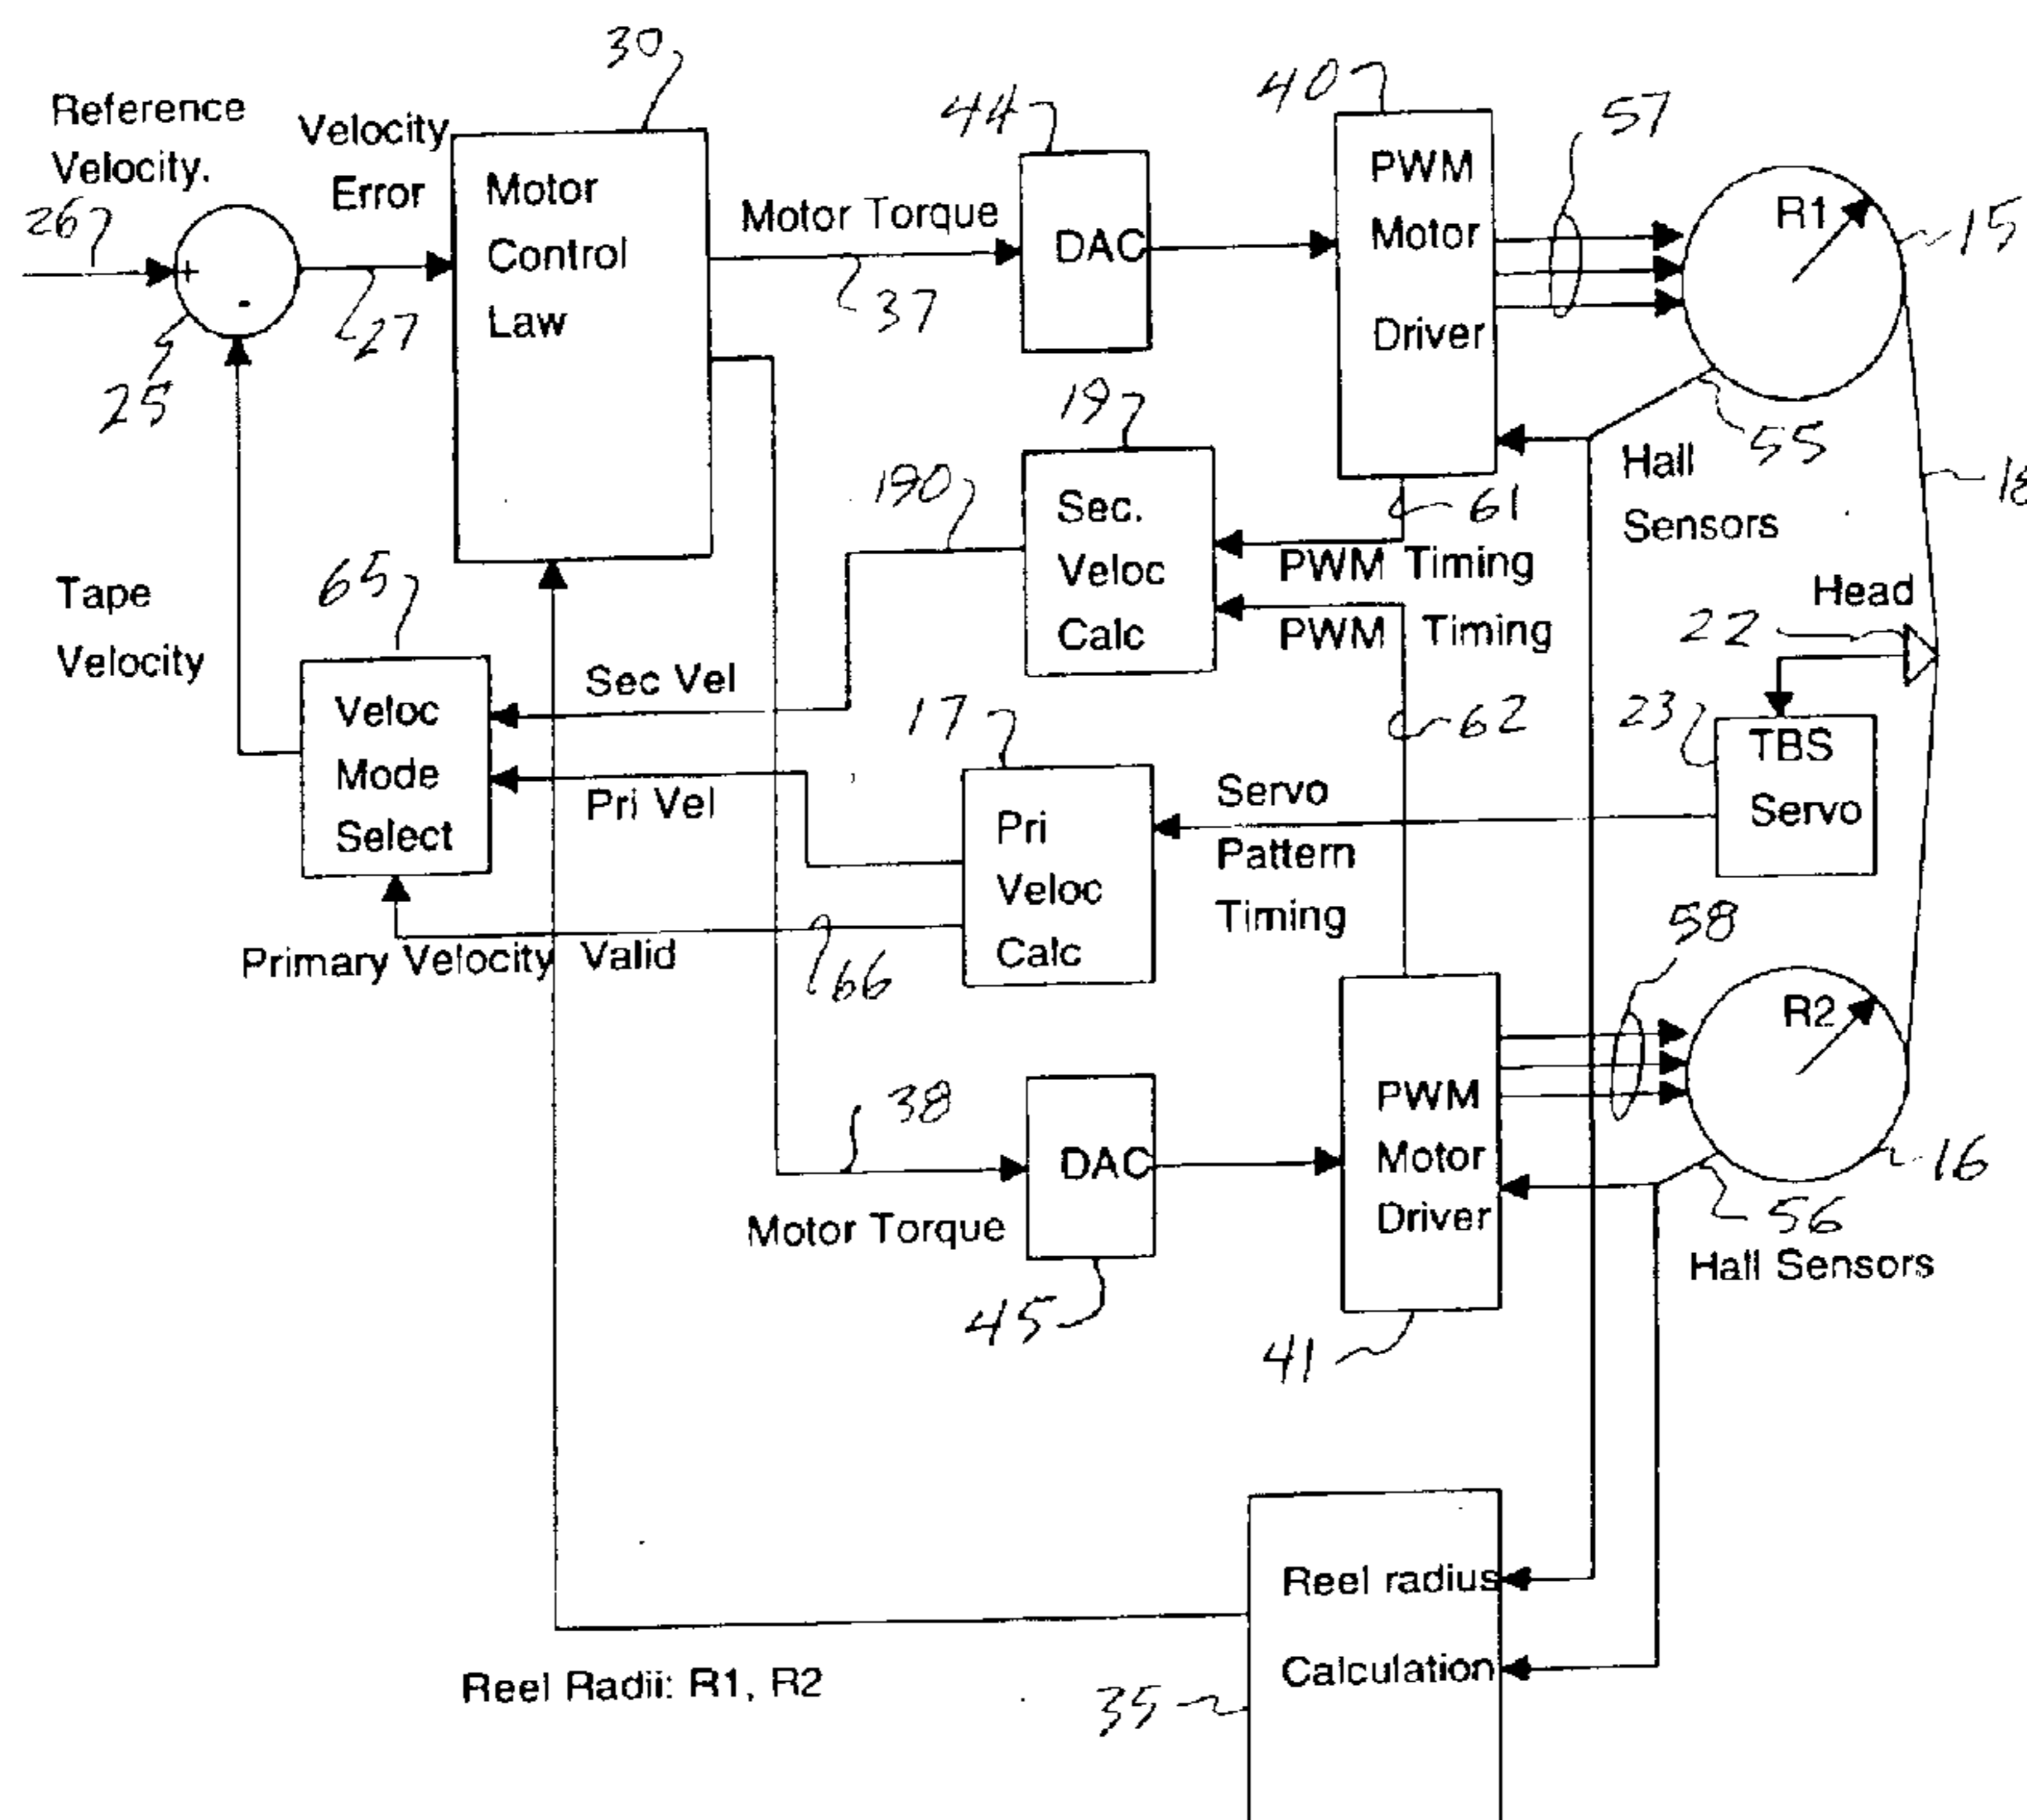 30
Reference
Velocity.
Velocity
Error
26
+
-
25
27
Motor
Control
Law
Motor Torque
37
44
DAC
40
PWM
Motor
Driver
57
R1
15
55
Hall
Sensors
18
61
PWM Timing
PWM Timing
19
Sec.
Veloc
Calc
190
Tape
Velocity
65
Veloc
Mode
Select
Sec Vel
Pri Vel
17
Pri
Veloc
Calc
62
Servo
Pattern
Timing
Head
22
23
TBS
Servo
Primary Velocity Valid
66
58
R2
16
38
DAC
Motor Torque
45
PWM
Motor
Driver
41
56
Hall Sensors
Reel radius
Calculation
35
Reel Radii: R1, R2